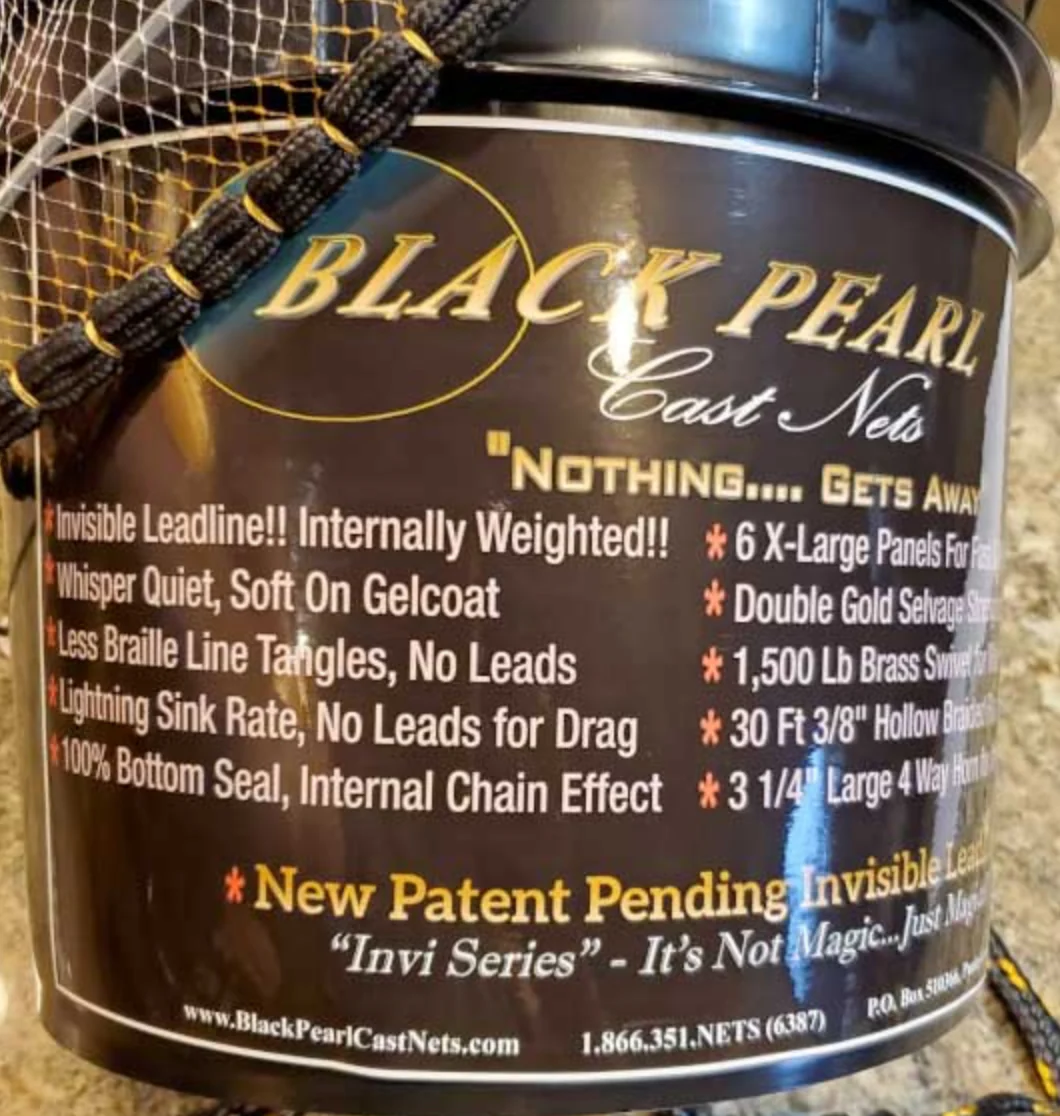 BLACK PEARL
Cast Nets
"NOTHING.... GETS AWAY
*Invisible Leadline!! Internally Weighted!!
*Whisper Quiet, Soft On Gelcoat
*Less Braille Line Tangles, No Leads
*Lightning Sink Rate, No Leads for Drag
*100% Bottom Seal, Internal Chain Effect
* 6 X-Large Panels For
* Double Gold Selvage
* 1,500 Lb Brass Swivel for
* 30 Ft 3/8" Hollow Braided
* 3 1/4" Large 4 Way Horn
* New Patent Pending Invisible
"Invi Series" - It's Not Magic...Just
www.BlackPearlCastNets.com
1.866.351.NETS (6387)
P.O. Box